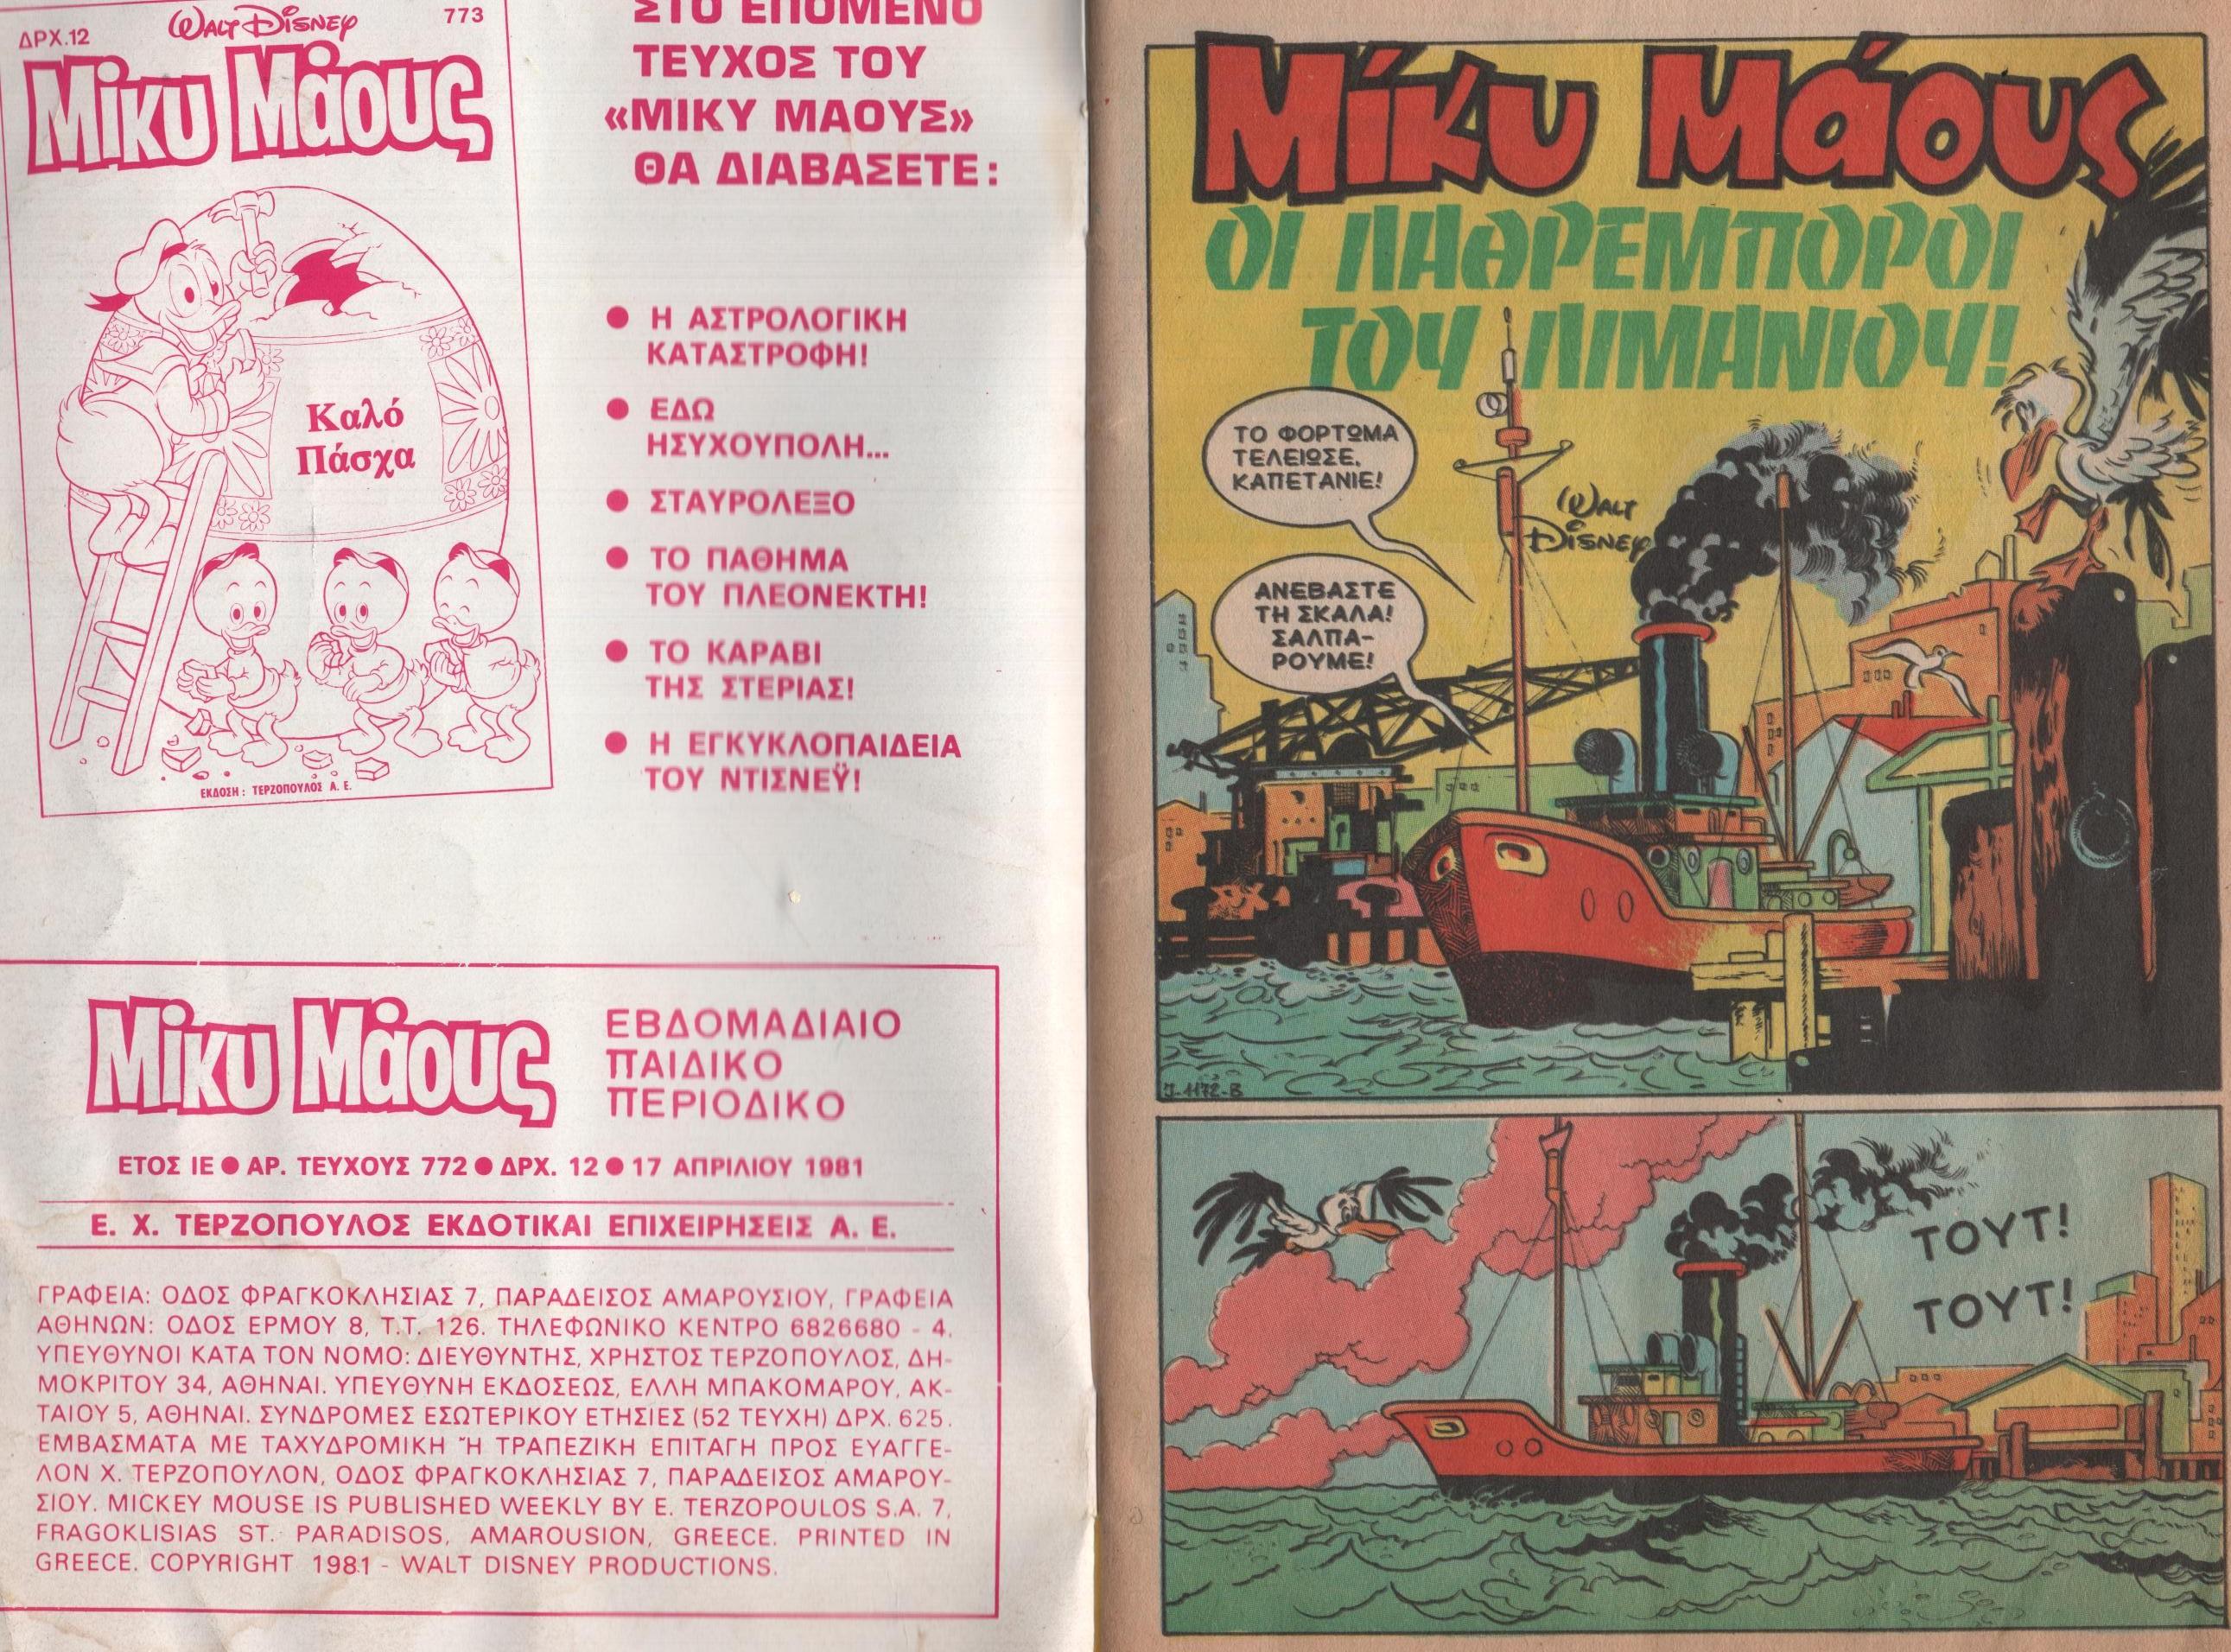 ΔΡΧ.12
WALT DISNEY
773
Μίκυ Μάους
Καλό
Πάσχα
ΕΚΔΟΣΗ: ΤΕΡΖΟΠΟΥΛΟΣ Α. Ε.
ΣΤΟ ΕΠΟΜΕΝΟ
ΤΕΥΧΟΣ ΤΟΥ
«ΜΙΚΥ ΜΑΟΥΣ»
ΘΑ ΔΙΑΒΑΣΕΤΕ:
● Η ΑΣΤΡΟΛΟΓΙΚΗ
ΚΑΤΑΣΤΡΟΦΗ!
● ΕΔΩ
ΗΣΥΧΟΥΠΟΛΗ...
● ΣΤΑΥΡΟΛΕΞΟ
● ΤΟ ΠΑΘΗΜΑ
ΤΟΥ ΠΛΕΟΝΕΚΤΗ!
● ΤΟ ΚΑΡΑΒΙ
ΤΗΣ ΣΤΕΡΙΑΣ!
● Η ΕΓΚΥΚΛΟΠΑΙΔΕΙΑ
ΤΟΥ ΝΤΙΣΝΕΫ!
Μίκυ Μάους
ΕΒΔΟΜΑΔΙΑΙΟ
ΠΑΙΔΙΚΟ
ΠΕΡΙΟΔΙΚΟ
ΕΤΟΣ ΙΕ ● ΑΡ. ΤΕΥΧΟΥΣ 772 ● ΔΡΧ. 12 ● 17 ΑΠΡΙΛΙΟΥ 1981
Ε. Χ. ΤΕΡΖΟΠΟΥΛΟΣ ΕΚΔΟΤΙΚΑΙ ΕΠΙΧΕΙΡΗΣΕΙΣ Α. Ε.
ΓΡΑΦΕΙΑ: ΟΔΟΣ ΦΡΑΓΚΟΚΛΗΣΙΑΣ 7, ΠΑΡΑΔΕΙΣΟΣ ΑΜΑΡΟΥΣΙΟΥ, ΓΡΑΦΕΙΑ
ΑΘΗΝΩΝ: ΟΔΟΣ ΕΡΜΟΥ 8, Τ.Τ. 126. ΤΗΛΕΦΩΝΙΚΟ ΚΕΝΤΡΟ 6826680 - 4.
ΥΠΕΥΘΥΝΟΙ ΚΑΤΑ ΤΟΝ ΝΟΜΟ: ΔΙΕΥΘΥΝΤΗΣ, ΧΡΗΣΤΟΣ ΤΕΡΖΟΠΟΥΛΟΣ, ΔΗ-
ΜΟΚΡΙΤΟΥ 34, ΑΘΗΝΑΙ. ΥΠΕΥΘΥΝΗ ΕΚΔΟΣΕΩΣ, ΕΛΛΗ ΜΠΑΚΟΜΑΡΟΥ, ΑΚ-
ΤΑΙΟΥ 5, ΑΘΗΝΑΙ. ΣΥΝΔΡΟΜΕΣ ΕΣΩΤΕΡΙΚΟΥ ΕΤΗΣΙΕΣ (52 ΤΕΥΧΗ) ΔΡΧ. 625.
ΕΜΒΑΣΜΑΤΑ ΜΕ ΤΑΧΥΔΡΟΜΙΚΗ Ή ΤΡΑΠΕΖΙΚΗ ΕΠΙΤΑΓΗ ΠΡΟΣ ΕΥΑΓΓΕ-
ΛΟΝ Χ. ΤΕΡΖΟΠΟΥΛΟΝ, ΟΔΟΣ ΦΡΑΓΚΟΚΛΗΣΙΑΣ 7, ΠΑΡΑΔΕΙΣΟΣ ΑΜΑΡΟΥ-
ΣΙΟΥ. MICKEY MOUSE IS PUBLISHED WEEKLY BY E. TERZOPOULOS S.A. 7,
FRAGOKLISIAS ST. PARADISOS, AMAROUSION, GREECE. PRINTED IN
GREECE. COPYRIGHT 1981 - WALT DISNEY PRODUCTIONS.
Μίκυ Μάους
ΟΙ ΛΑΘΡΕΜΠΟΡΟΙ
ΤΟΥ ΛΙΜΑΝΙΟΥ!
ΤΟ ΦΟΡΤΩΜΑ
ΤΕΛΕΙΩΣΕ,
ΚΑΠΕΤΑΝΙΕ!
WALT
DISNEY
ΑΝΕΒΑΣΤΕ
ΤΗ ΣΚΑΛΑ!
ΣΑΛΠΑ-
ΡΟΥΜΕ!
J-1172-B
ΤΟΥΤ!
ΤΟΥΤ!